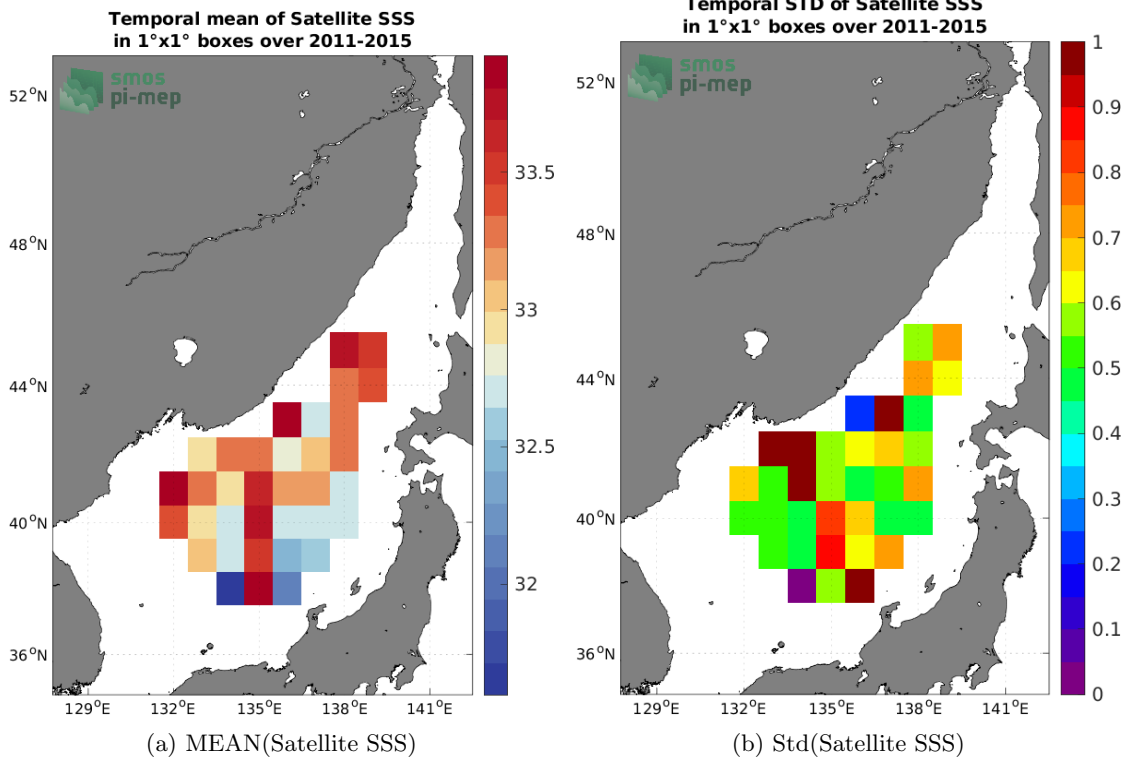 Temporal mean of Satellite SSS
in 1°x1° boxes over 2011-2015
smos
pi-mep
52°N
48°N
44°N
40°N
36°N
129°E
132°E
135°E
138°E
141°E
33.5
33
32.5
32
(a) MEAN(Satellite SSS)
Temporal STD of Satellite SSS
in 1°x1° boxes over 2011-2015
smos
pi-mep
52°N
48°N
44°N
40°N
36°N
129°E
132°E
135°E
138°E
141°E
1
0.9
0.8
0.7
0.6
0.5
0.4
0.3
0.2
0.1
0
(b) Std(Satellite SSS)